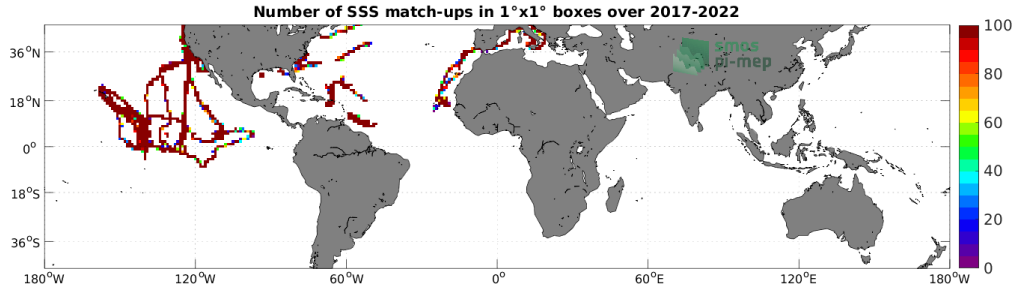 Number of SSS match-ups in 1°x1° boxes over 2017-2022
36°N
18°N
0°
18°S
36°S
180°W
120°W
60°W
0°
60°E
120°E
180°W
smos
pi-mep
100
80
60
40
20
0